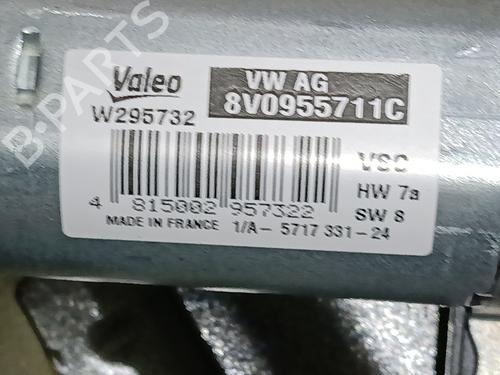 B-PARTS
Valeo
VW AG
8V0955711C
W295732
VSC
HW 7a
SW 8
4 815002 957322
MADE IN FRANCE 1/A- 5717 331-24